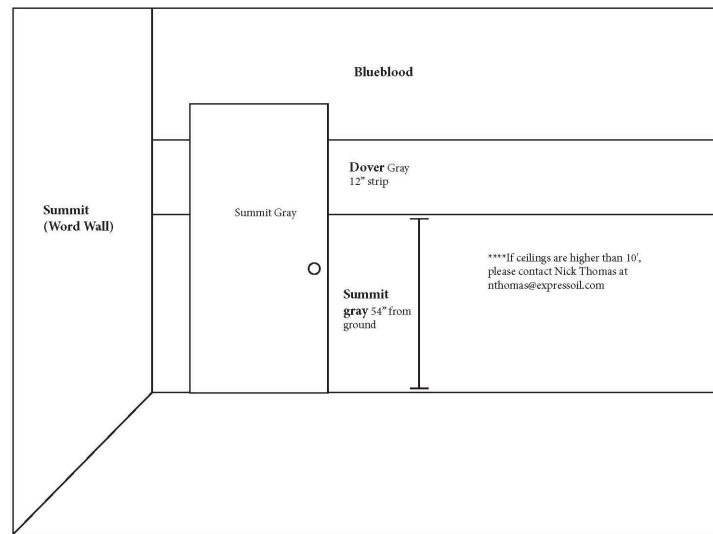 Blueblood
Dover Gray
12” strip
Summit
(Word Wall)
Summit Gray
****If ceilings are higher than 10',
please contact Nick Thomas at
nthomas@expressoil.com
Summit
gray 54” from
ground